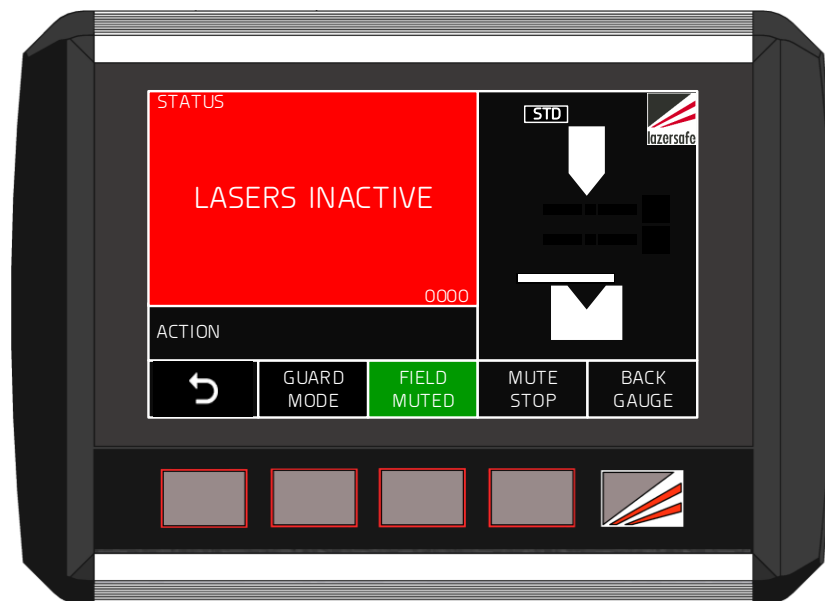 STATUS
STD
lazersafe
LASERS INACTIVE
0000
ACTION
GUARD
MODE
FIELD
MUTED
MUTE
STOP
BACK
GAUGE